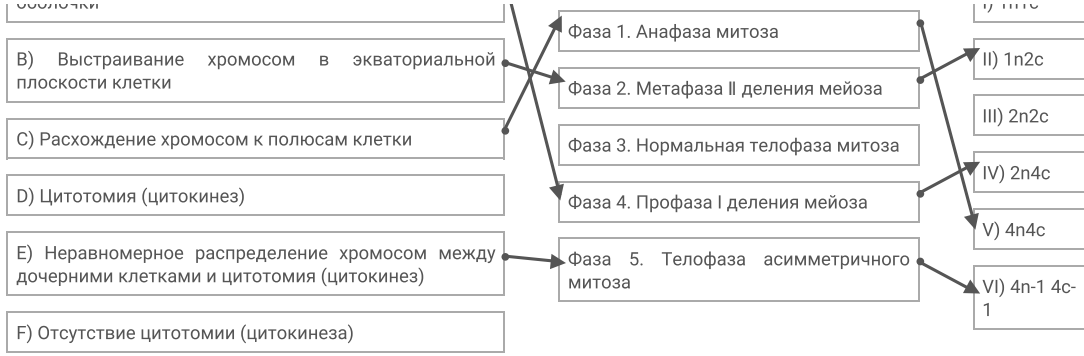 оболочки
B) Выстраивание хромосом в экваториальной
плоскости клетки
C) Расхождение хромосом к полюсам клетки
D) Цитотомия (цитокинез)
E) Неравномерное распределение хромосом между
дочерними клетками и цитотомия (цитокинез)
F) Отсутствие цитотомии (цитокинеза)
Фаза 1. Анафаза митоза
Фаза 2. Метафаза II деления мейоза
Фаза 3. Нормальная телофаза митоза
Фаза 4. Профаза I деления мейоза
Фаза 5. Телофаза асимметричного
митоза
I) 1n1c
II) 1n2c
III) 2n2c
IV) 2n4c
V) 4n4c
VI) 4n-1 4c-
1